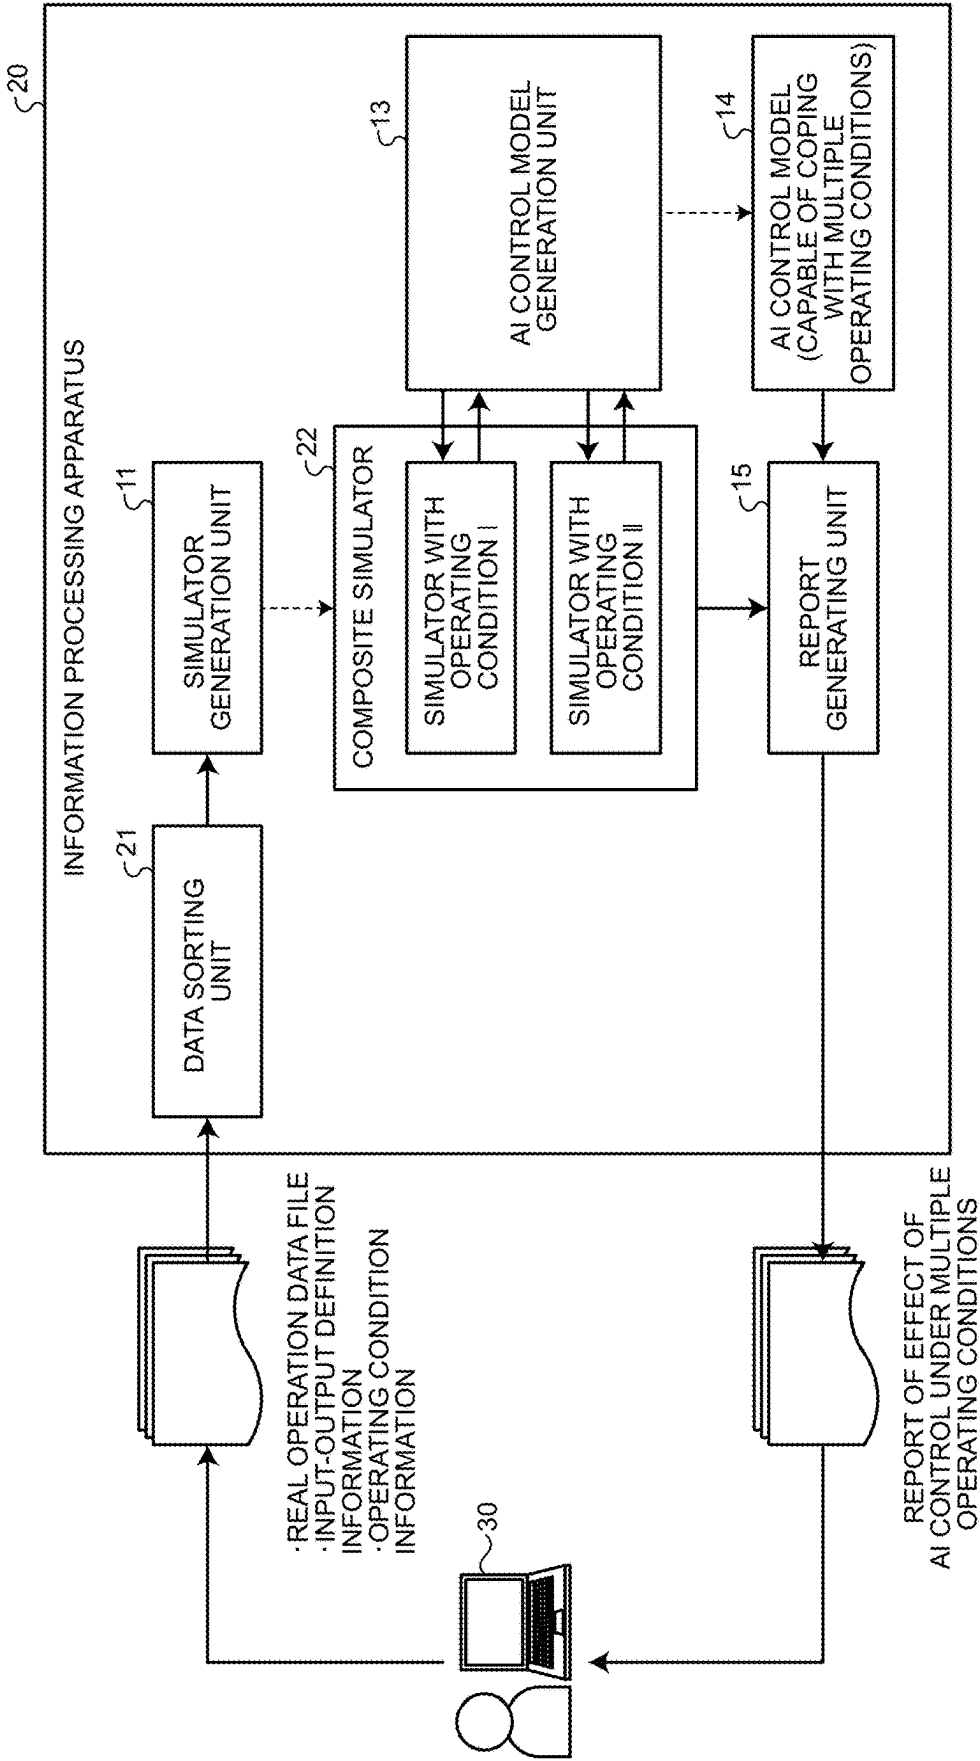 20
INFORMATION PROCESSING APPARATUS
· REAL OPERATION DATA FILE
· INPUT-OUTPUT DEFINITION
INFORMATION
· OPERATING CONDITION
INFORMATION
21
DATA SORTING
UNIT
11
SIMULATOR
GENERATION UNIT
22
COMPOSITE SIMULATOR
SIMULATOR WITH
OPERATING
CONDITION I
SIMULATOR WITH
OPERATING
CONDITION II
13
AI CONTROL MODEL
GENERATION UNIT
14
AI CONTROL MODEL
(CAPABLE OF COPING
WITH MULTIPLE
OPERATING CONDITIONS)
15
REPORT
GENERATING UNIT
30
REPORT OF EFFECT OF
AI CONTROL UNDER MULTIPLE
OPERATING CONDITIONS